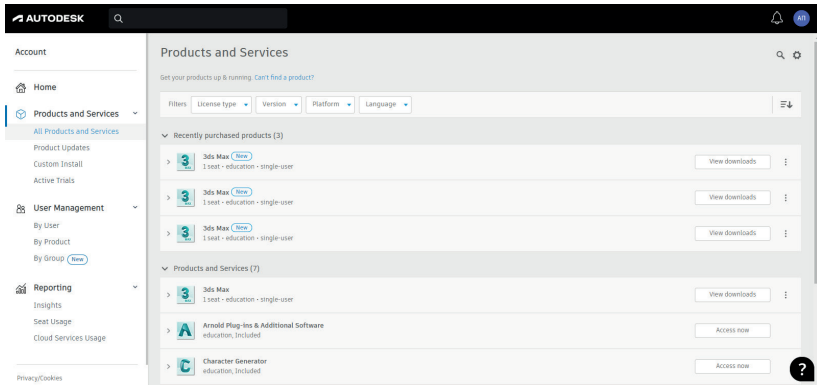 AUTODESK
АП
Account
Home
Products and Services
All Products and Services
Product Updates
Custom Install
Active Trials
User Management
By User
By Product
By Group New
Reporting
Insights
Seat Usage
Cloud Services Usage
Privacy/Cookies
Products and Services
Get your products up & running. Can't find a product?
Filters License type Version Platform Language
Recently purchased products (3)
3ds Max New
1 seat • education • single-user
View downloads
3ds Max New
1 seat • education • single-user
View downloads
3ds Max New
1 seat • education • single-user
View downloads
Products and Services (7)
3ds Max
1 seat • education • single-user
View downloads
Arnold Plug-ins & Additional Software
education, Included
Access now
Character Generator
education, Included
Access now
?